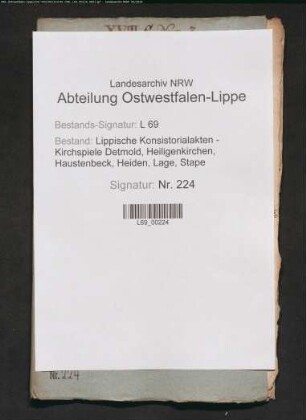 Landesarchiv NRW
Abteilung Ostwestfalen-Lippe
Bestands-Signatur: L 69
Bestand: Lippische Konsistorialakten -
Kirchspiele Detmold, Heiligenkirchen,
Haustenbeck, Heiden, Lage, Stape
Signatur: Nr. 224
L69_00224
Nr. 224